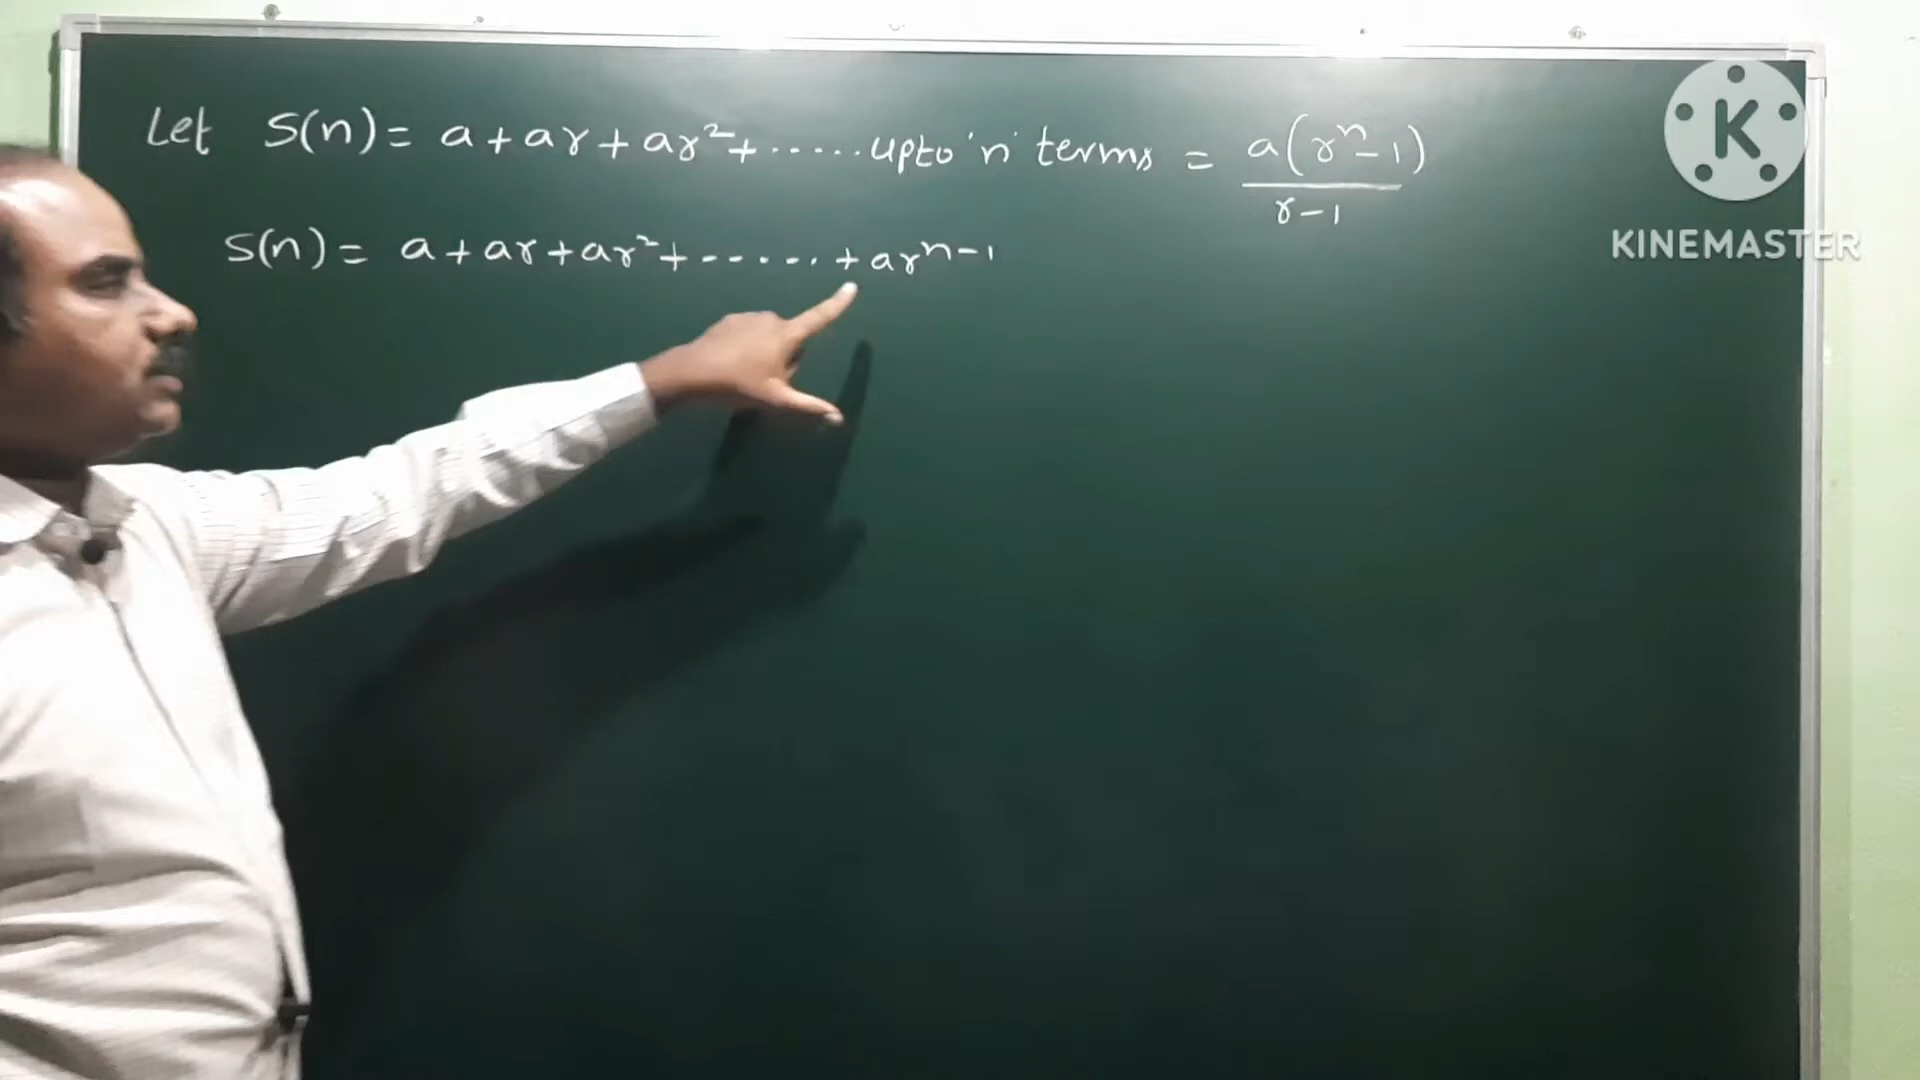 Let S(n) = a + ar + ar² + ..... upto 'n' terms = a(rⁿ-1)/r-1
S(n) = a + ar + ar² + ------ + arⁿ⁻¹
K
KINEMASTER